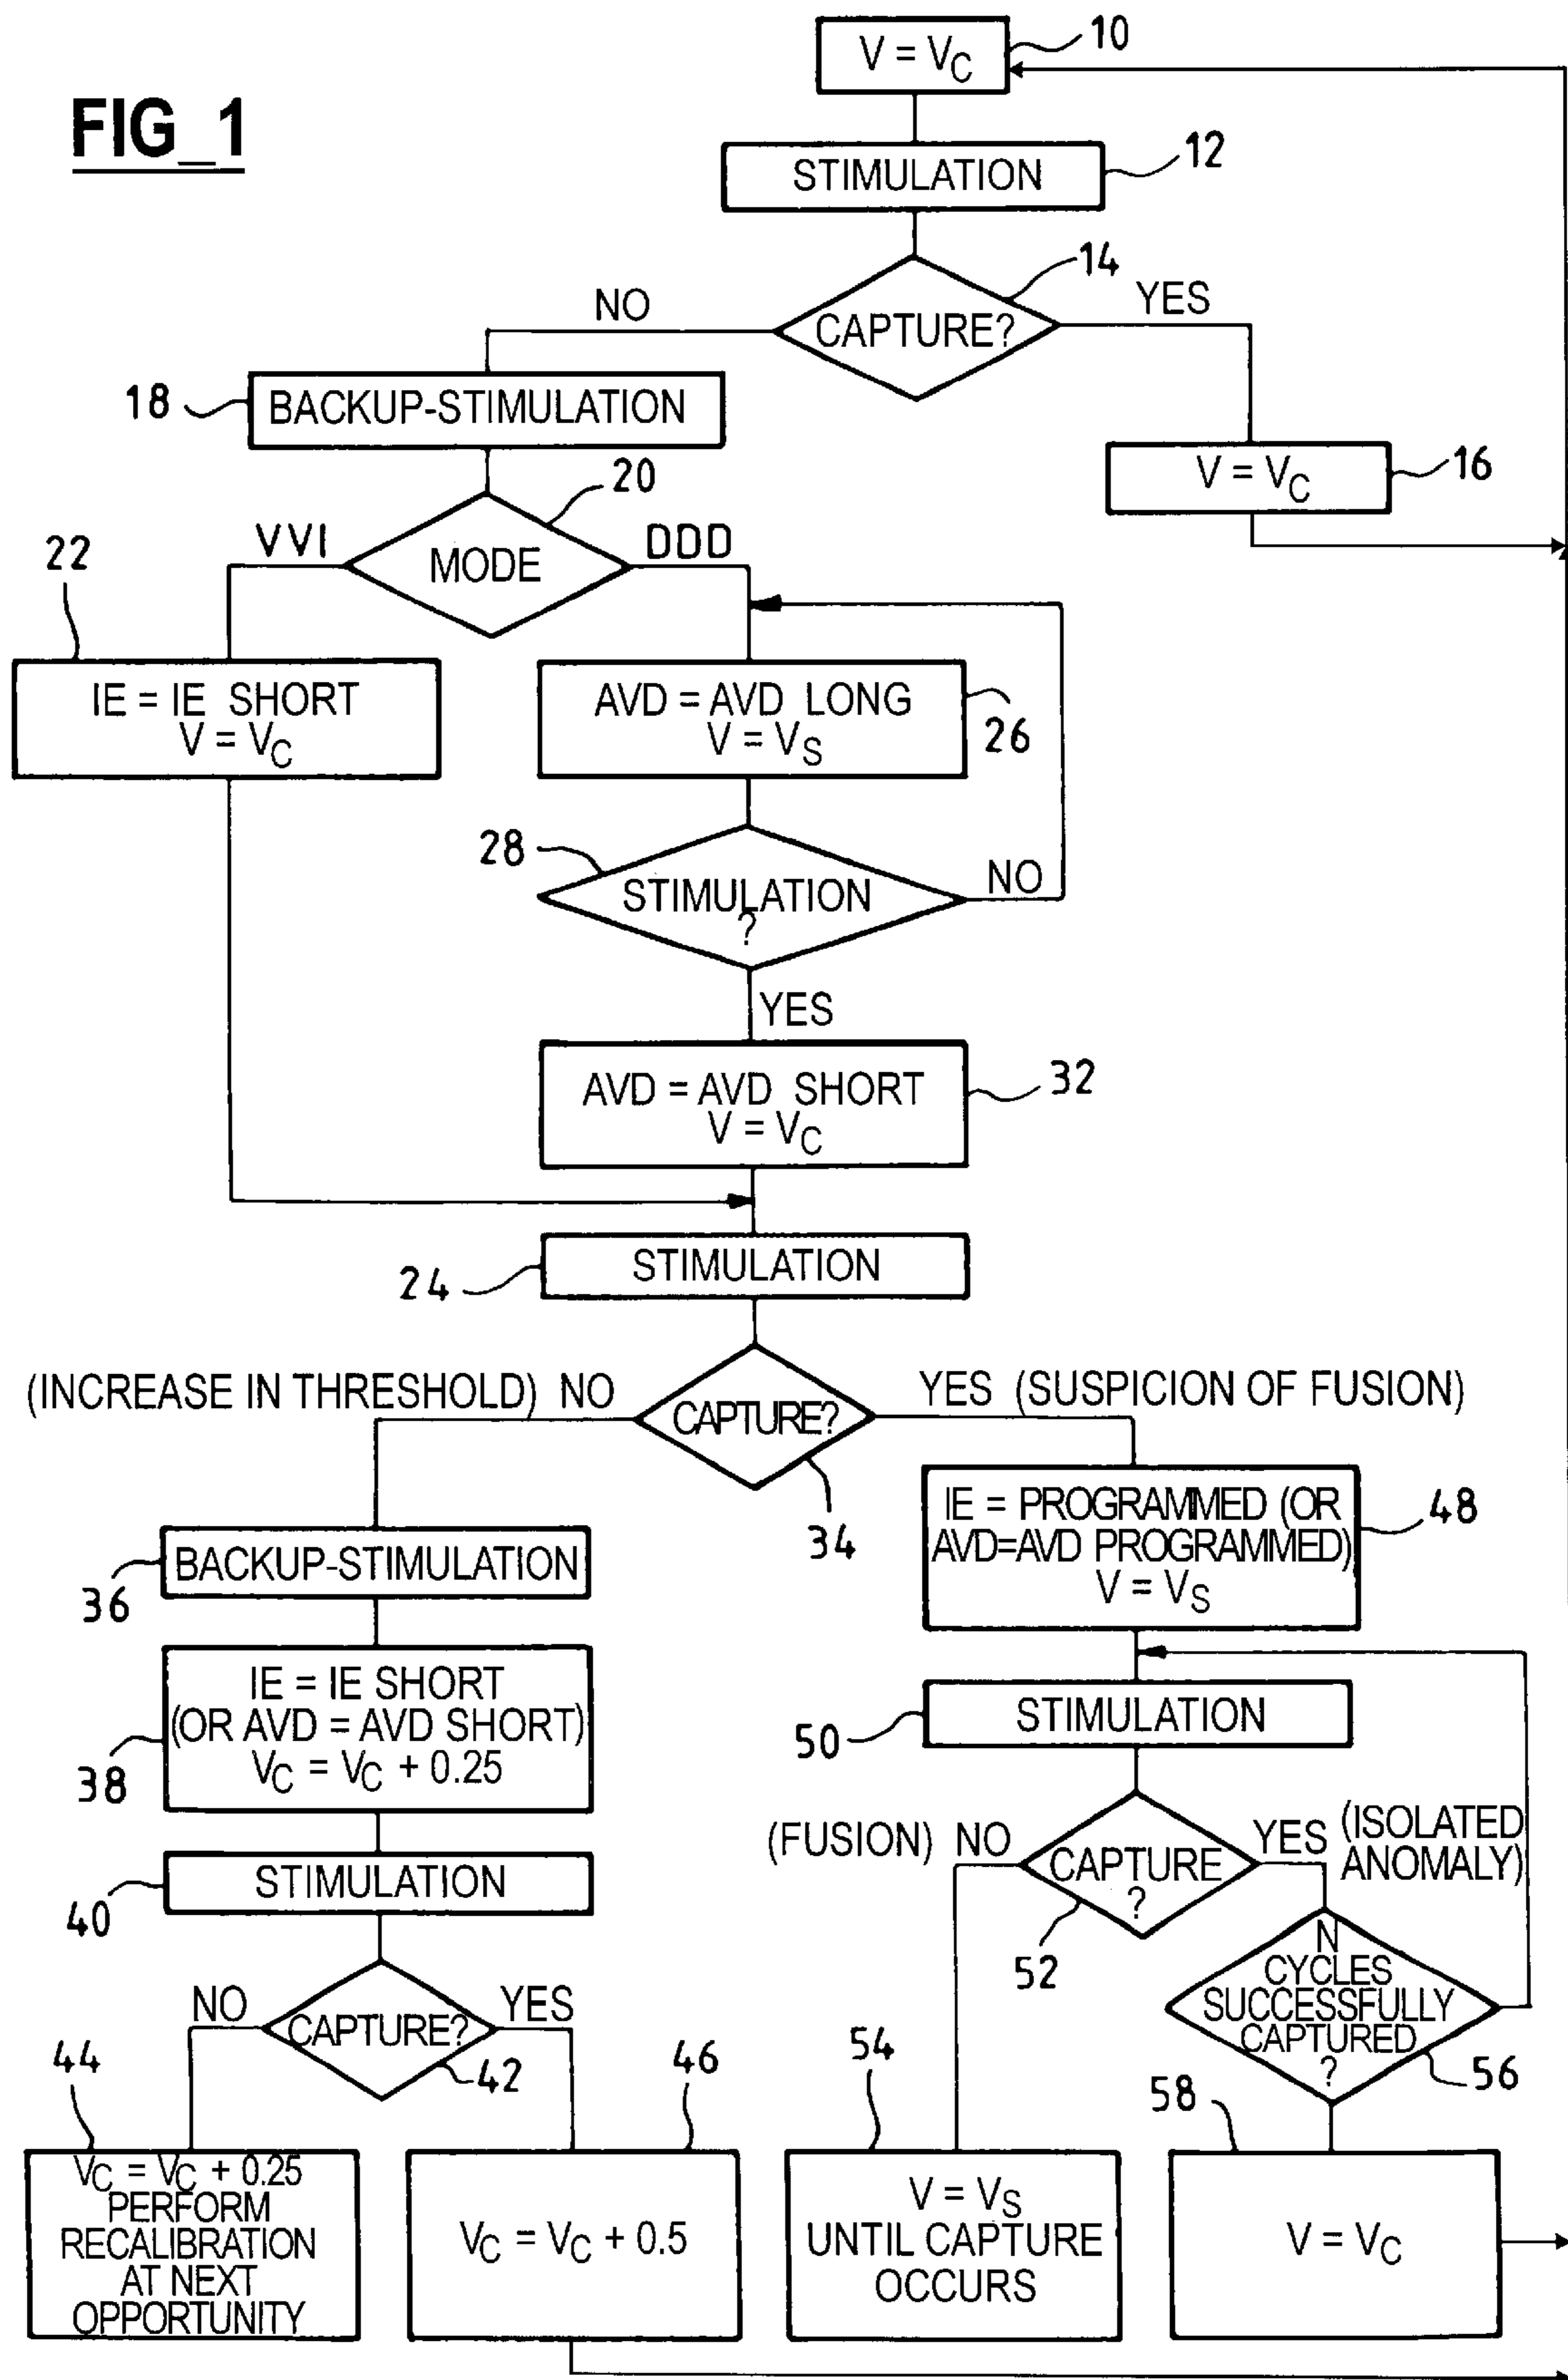 FIG_1
V = VC
10
STIMULATION
12
14
CAPTURE?
NO
YES
18
BACKUP-STIMULATION
V = VC
16
20
MODE
VVI
DDD
22
IE = IE SHORT
V = VC
AVD = AVD LONG
V = VS
26
28
STIMULATION
?
NO
YES
AVD = AVD SHORT
V = VC
32
STIMULATION
24
(INCREASE IN THRESHOLD) NO
CAPTURE?
YES (SUSPICION OF FUSION)
34
BACKUP-STIMULATION
36
IE = PROGRAMMED (OR
AVD=AVD PROGRAMMED)
V = VS
48
IE = IE SHORT
(OR AVD = AVD SHORT)
VC = VC + 0.25
38
STIMULATION
50
STIMULATION
40
(FUSION) NO
CAPTURE
?
52
YES
(ISOLATED
ANOMALY)
N
CYCLES
SUCCESSFULLY
CAPTURED
?
56
NO
CAPTURE?
YES
42
44
VC = VC + 0.25
PERFORM
RECALIBRATION
AT NEXT
OPPORTUNITY
46
VC = VC + 0.5
54
V = VS
UNTIL CAPTURE
OCCURS
58
V = VC